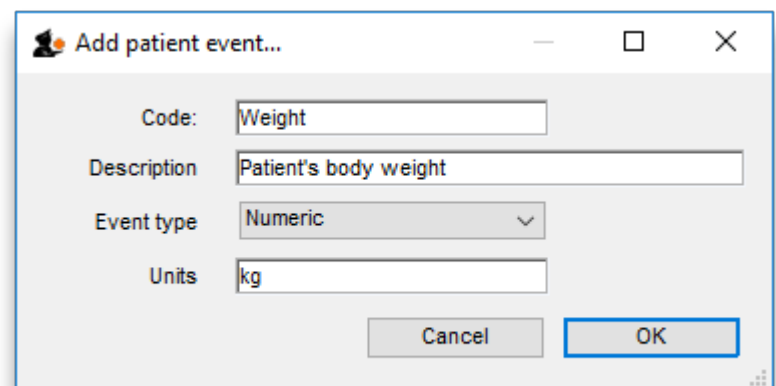 Add patient event...
Code: Weight
Description Patient's body weight
Event type Numeric
Units kg
Cancel OK